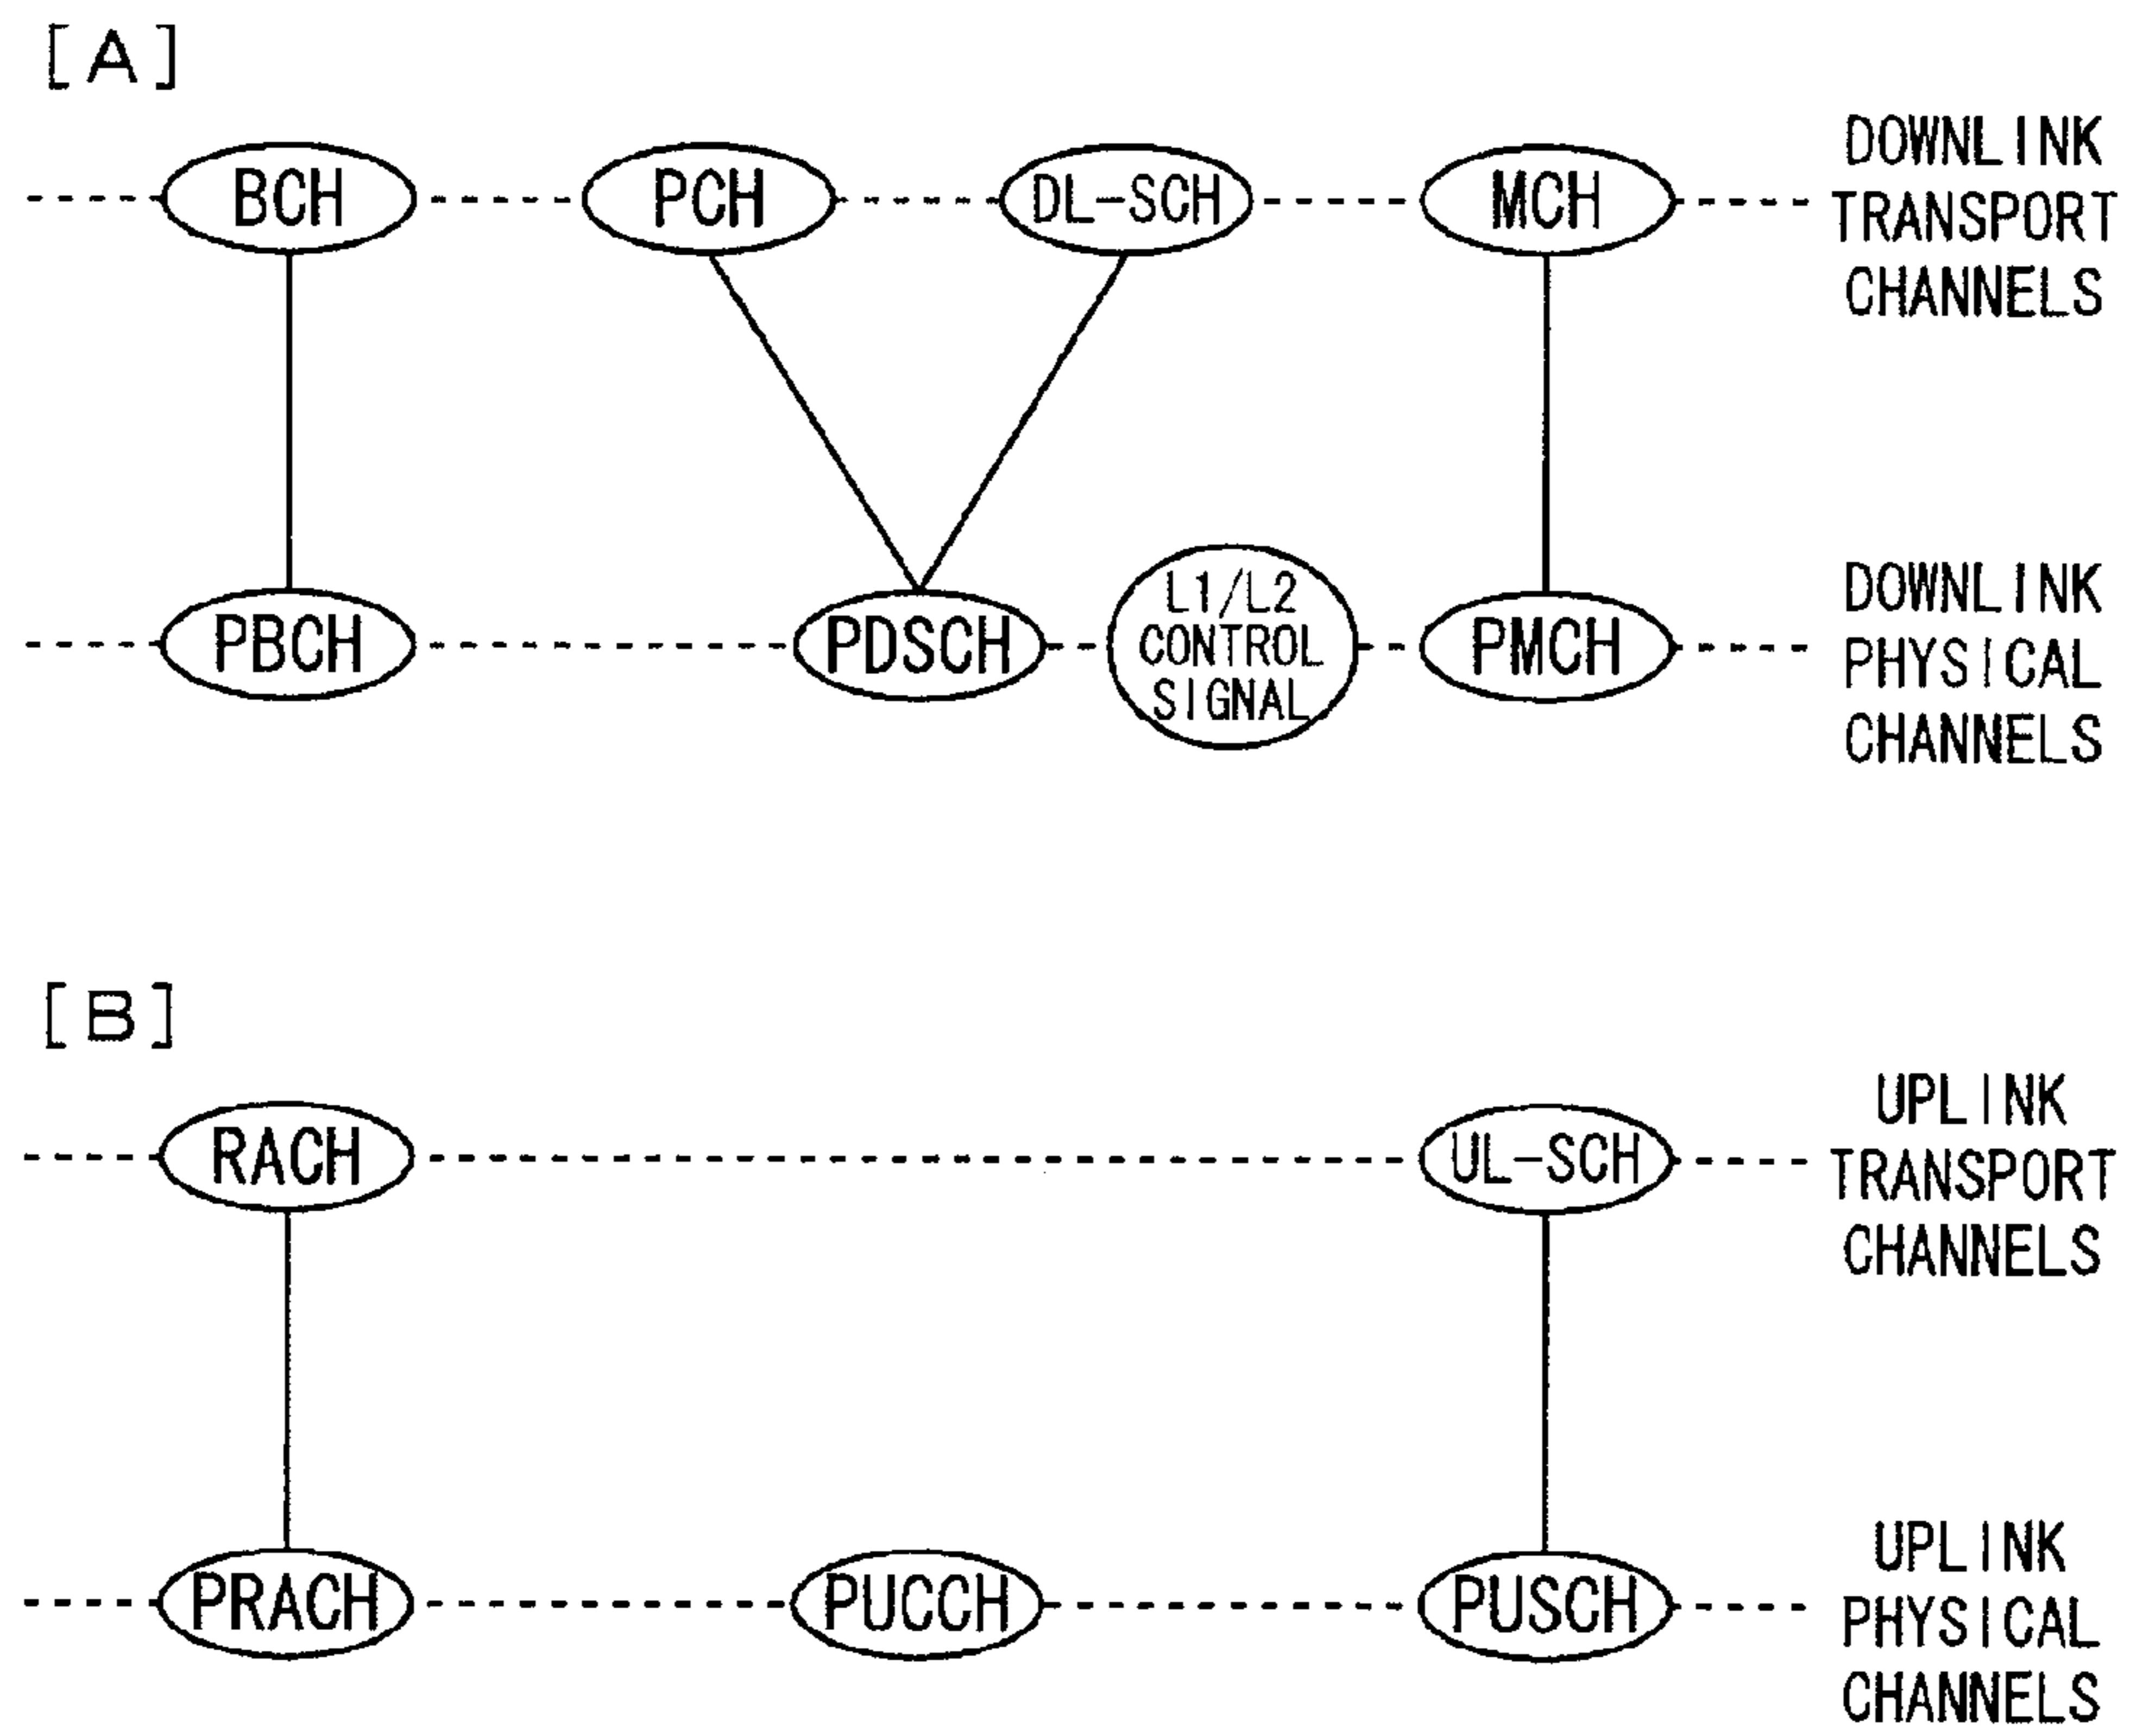 [A]
BCH
PCH
DL-SCH
MCH
DOWNLINK
TRANSPORT
CHANNELS
PBCH
PDSCH
L1/L2
CONTROL
SIGNAL
PMCH
DOWNLINK
PHYSICAL
CHANNELS
[B]
RACH
UL-SCH
UPLINK
TRANSPORT
CHANNELS
PRACH
PUCCH
PUSCH
UPLINK
PHYSICAL
CHANNELS